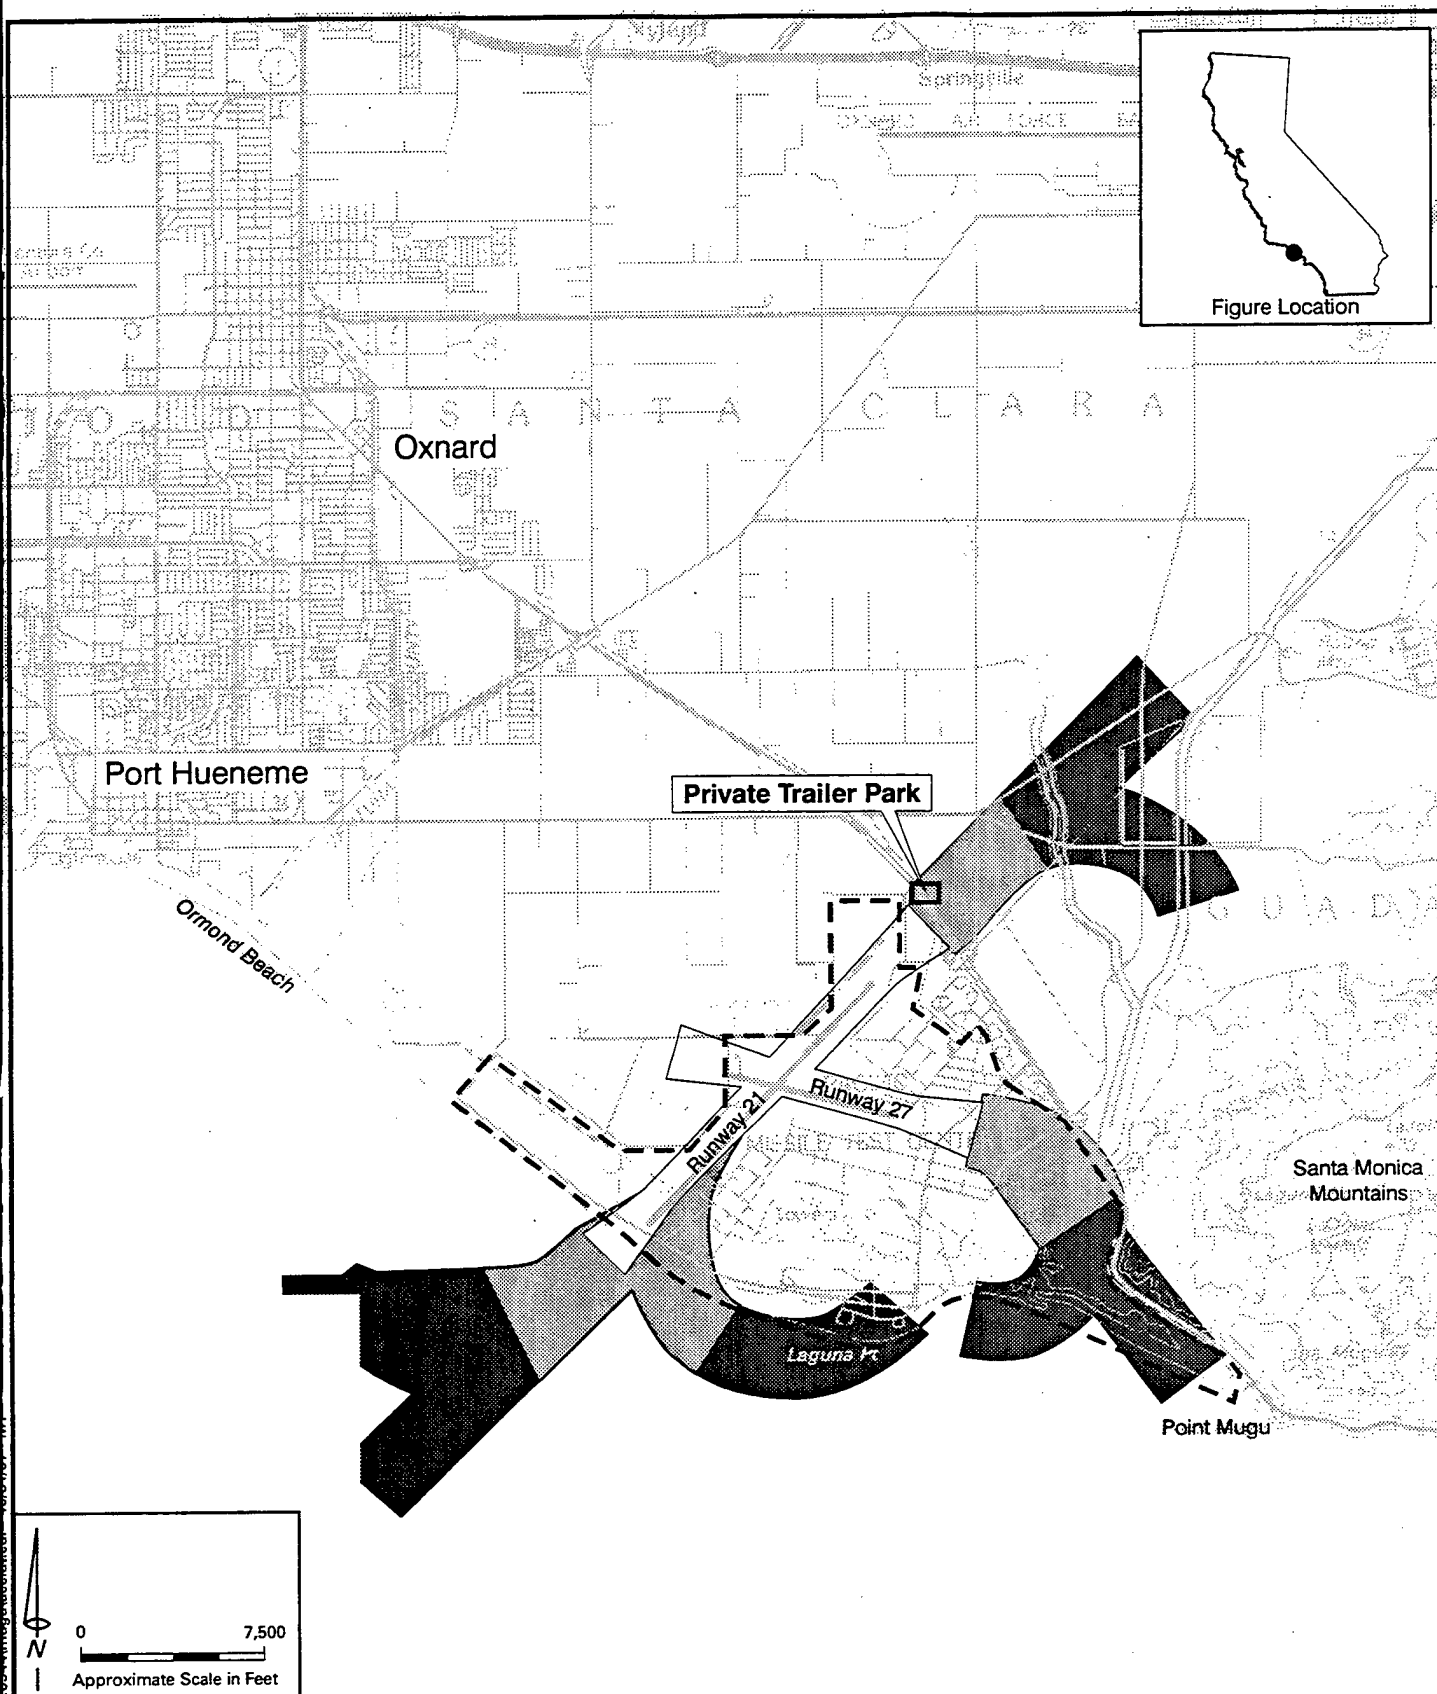 Springville
Figure Location
S A N T A C L A R A
Oxnard
Port Hueneme
Private Trailer Park
G U A D A
Ormond Beach
Runway 21
Runway 27
Santa Monica
Mountains
Laguna Pt
Point Mugu
0 7,500
N
Approximate Scale in Feet